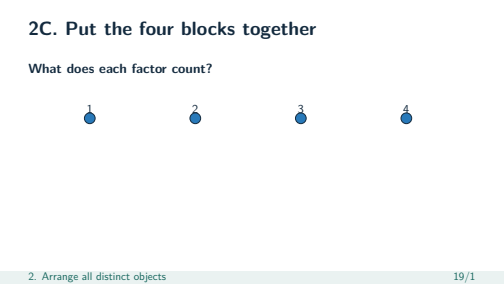 2C. Put the four blocks together
What does each factor count?
1 2 3 4
2. Arrange all distinct objects 19/1